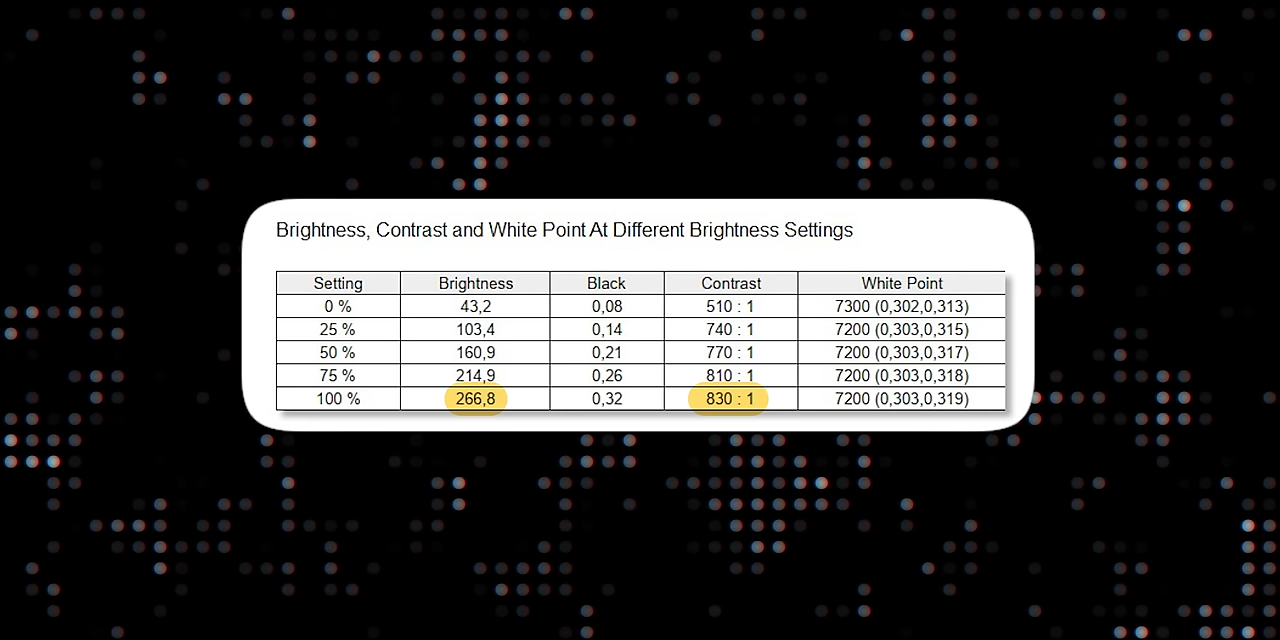 Brightness, Contrast and White Point At Different Brightness Settings
Setting Brightness Black Contrast White Point
0 % 43,2 0,08 510 : 1 7300 (0,302,0,313)
25 % 103,4 0,14 740 : 1 7200 (0,303,0,315)
50 % 160,9 0,21 770 : 1 7200 (0,303,0,317)
75 % 214,9 0,26 810 : 1 7200 (0,303,0,318)
100 % 266,8 0,32 830 : 1 7200 (0,303,0,319)